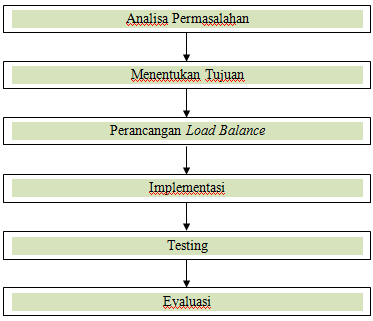 Analisa Permasalahan
Menentukan Tujuan
Perancangan Load Balance
Implementasi
Testing
Evaluasi